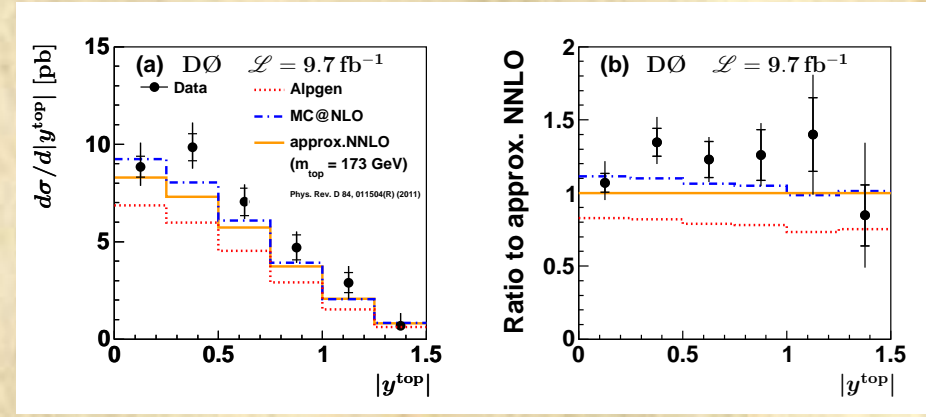 dσ/d|y^top| [pb]
15
10
5
0
(a) DØ ℒ = 9.7 fb⁻¹
Data
Alpgen
MC@NLO
approx.NNLO
(m_top = 173 GeV)
Phys. Rev. D 84, 011504(R) (2011)
0 0.5 1 1.5
|y^top|
Ratio to approx. NNLO
2
1.5
1
0.5
0
(b) DØ ℒ = 9.7 fb⁻¹
0 0.5 1 1.5
|y^top|